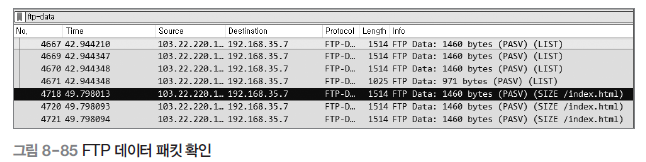 ftp-data
No. Time Source Destination Protocol Length Info
4667 42.944210 103.22.220.1… 192.168.35.7 FTP-D… 1514 FTP Data: 1460 bytes (PASV) (LIST)
4669 42.944347 103.22.220.1… 192.168.35.7 FTP-D… 1514 FTP Data: 1460 bytes (PASV) (LIST)
4670 42.944348 103.22.220.1… 192.168.35.7 FTP-D… 1514 FTP Data: 1460 bytes (PASV) (LIST)
4671 42.944348 103.22.220.1… 192.168.35.7 FTP-D… 1025 FTP Data: 971 bytes (PASV) (LIST)
4718 49.798013 103.22.220.1… 192.168.35.7 FTP-D… 1514 FTP Data: 1460 bytes (PASV) (SIZE /index.html)
4720 49.798093 103.22.220.1… 192.168.35.7 FTP-D… 1514 FTP Data: 1460 bytes (PASV) (SIZE /index.html)
4721 49.798094 103.22.220.1… 192.168.35.7 FTP-D… 1514 FTP Data: 1460 bytes (PASV) (SIZE /index.html)
그림 8-85 FTP 데이터 패킷 확인